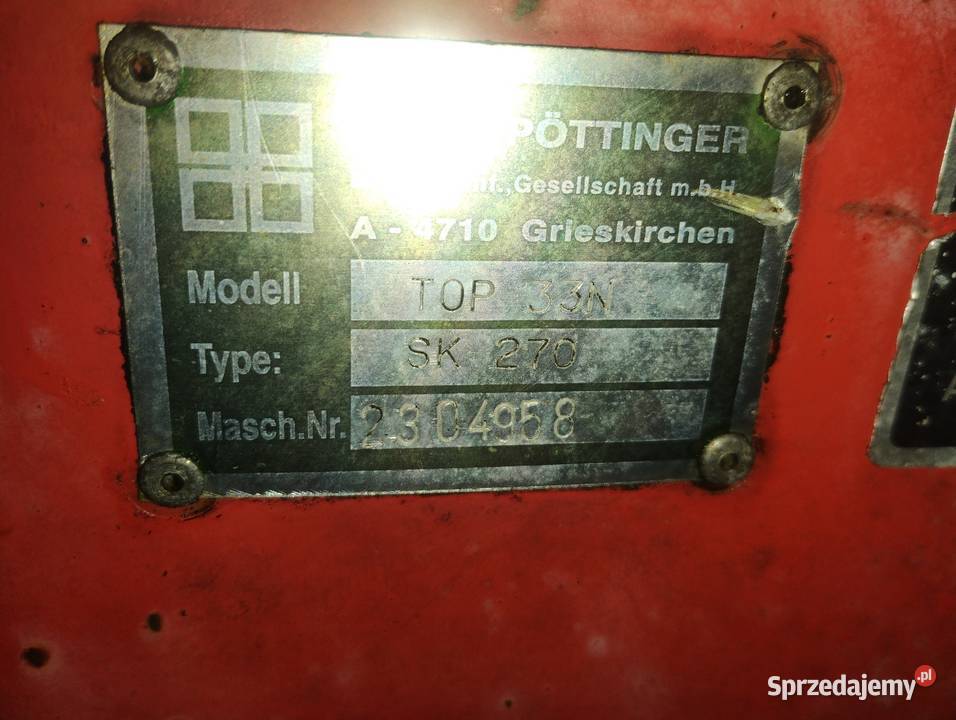 PÖTTINGER
Gesellschaft m.b.H.
A - 4710 Grieskirchen
Modell TOP 33N
Type: SK 270
Masch.Nr. 2304958
Sprzedajemy.pl